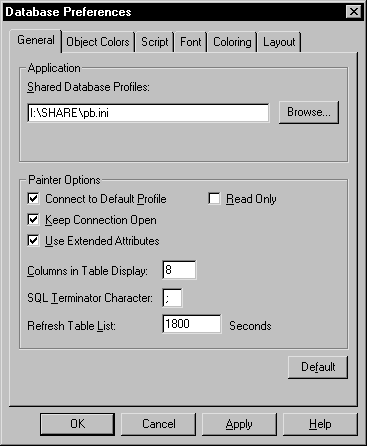 Database Preferences
General Object Colors Script Font Coloring Layout
Application
Shared Database Profiles:
I:\SHARE\pb.ini Browse...
Painter Options
Connect to Default Profile Read Only
Keep Connection Open
Use Extended Attributes
Columns in Table Display: 8
SQL Terminator Character: ;
Refresh Table List: 1800 Seconds
Default
OK Cancel Apply Help